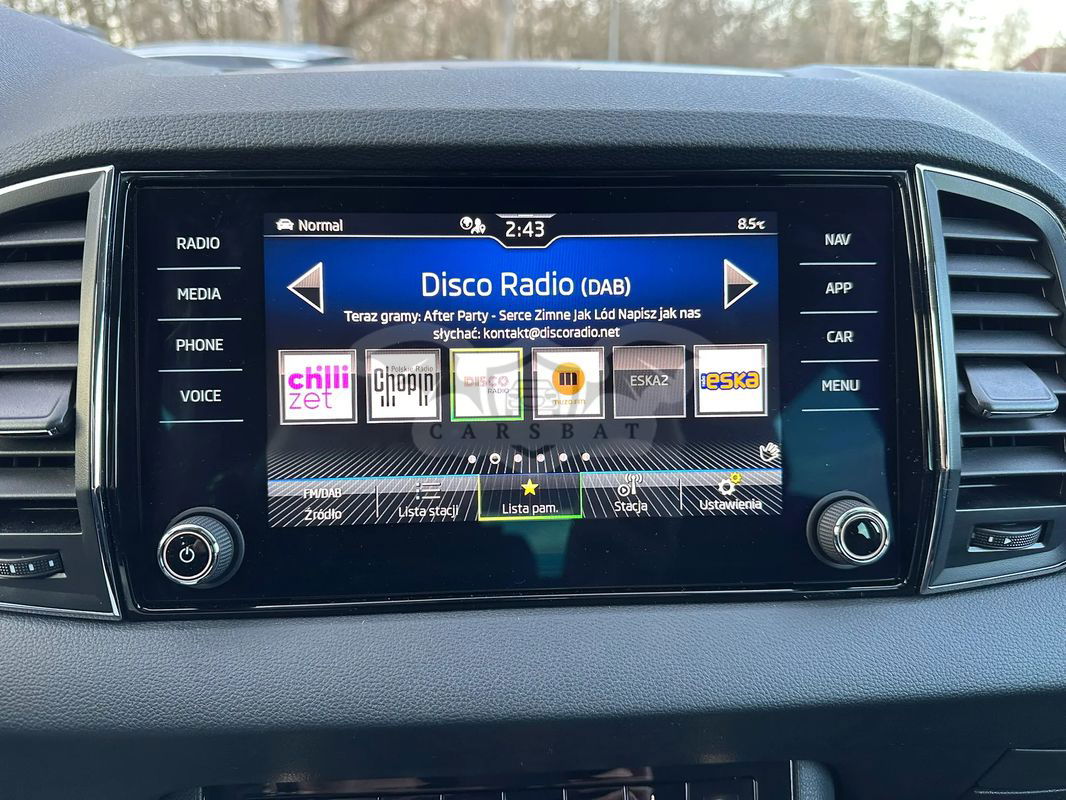 RADIO
MEDIA
PHONE
VOICE
Normal
2:43
8.5°C
Disco Radio (DAB)
Teraz gramy: After Party - Serce Zimne Jak Lód Napisz jak nas
słychać: kontakt@discoradio.net
chilli
zet
Polskie Radio
Chopin
DISCO
RADIO
muzo.fm
ESKA2
eska
CARSBAT
FM/DAB
Źródło
Lista stacji
Lista pam.
Stacja
Ustawienia
NAV
APP
CAR
MENU